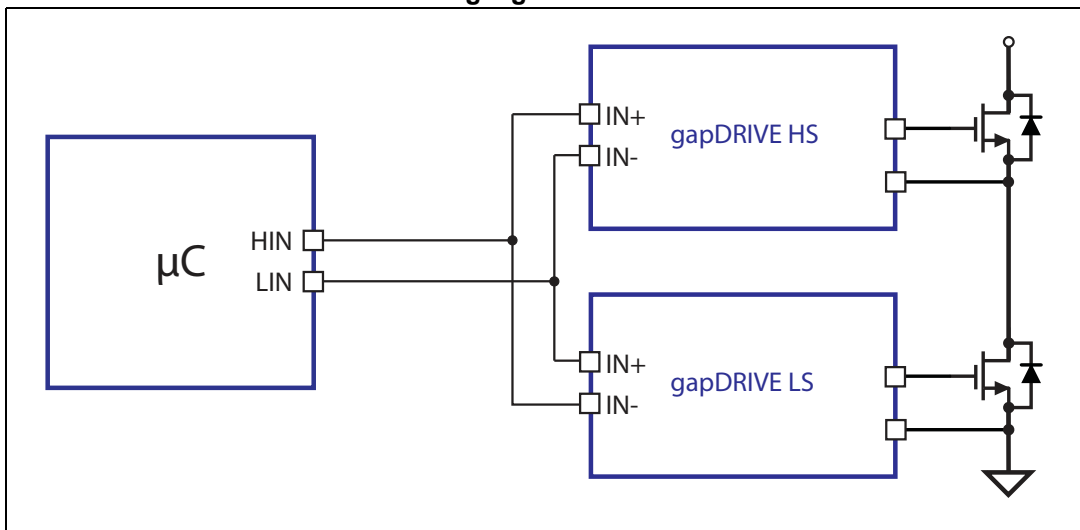 IN+
gapDRIVE HS
IN-
HIN
µC
LIN
IN+
gapDRIVE LS
IN-